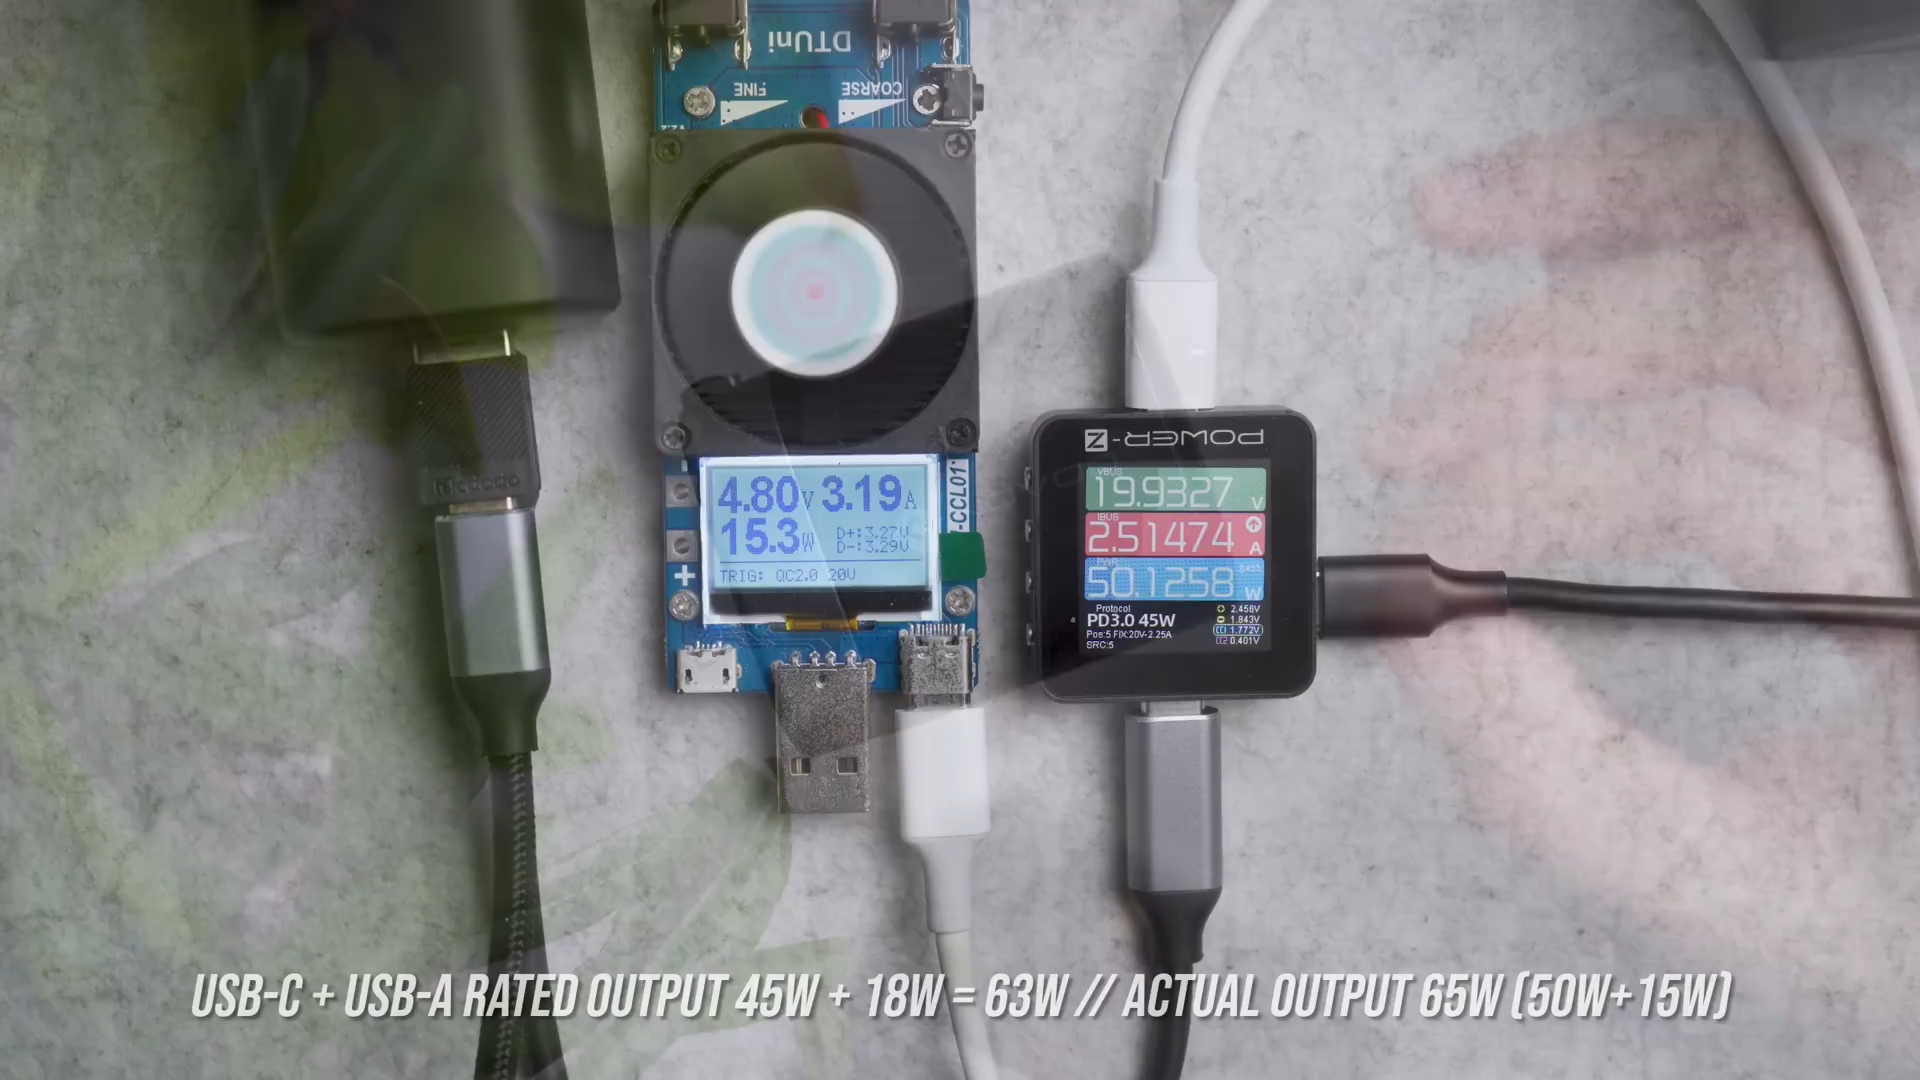 DTUni
FINE
COARSE
4.80V 3.19A
15.3W
D+:3.27V
D-:3.29V
TRIG: QC2.0 20V
-CCL01-
Mcdodo
POWER-Z
VBUS
19.9327 V
IBUS
2.51474 A
PWR
50.1258 W
Protocol
PD3.0 45W
Pos:5 FIX:20V-2.25A
SRC:5
2.456V
1.843V
CC1 1.772V
CC2 0.401V
USB-C + USB-A RATED OUTPUT 45W + 18W = 63W // ACTUAL OUTPUT 65W (50W+15W)